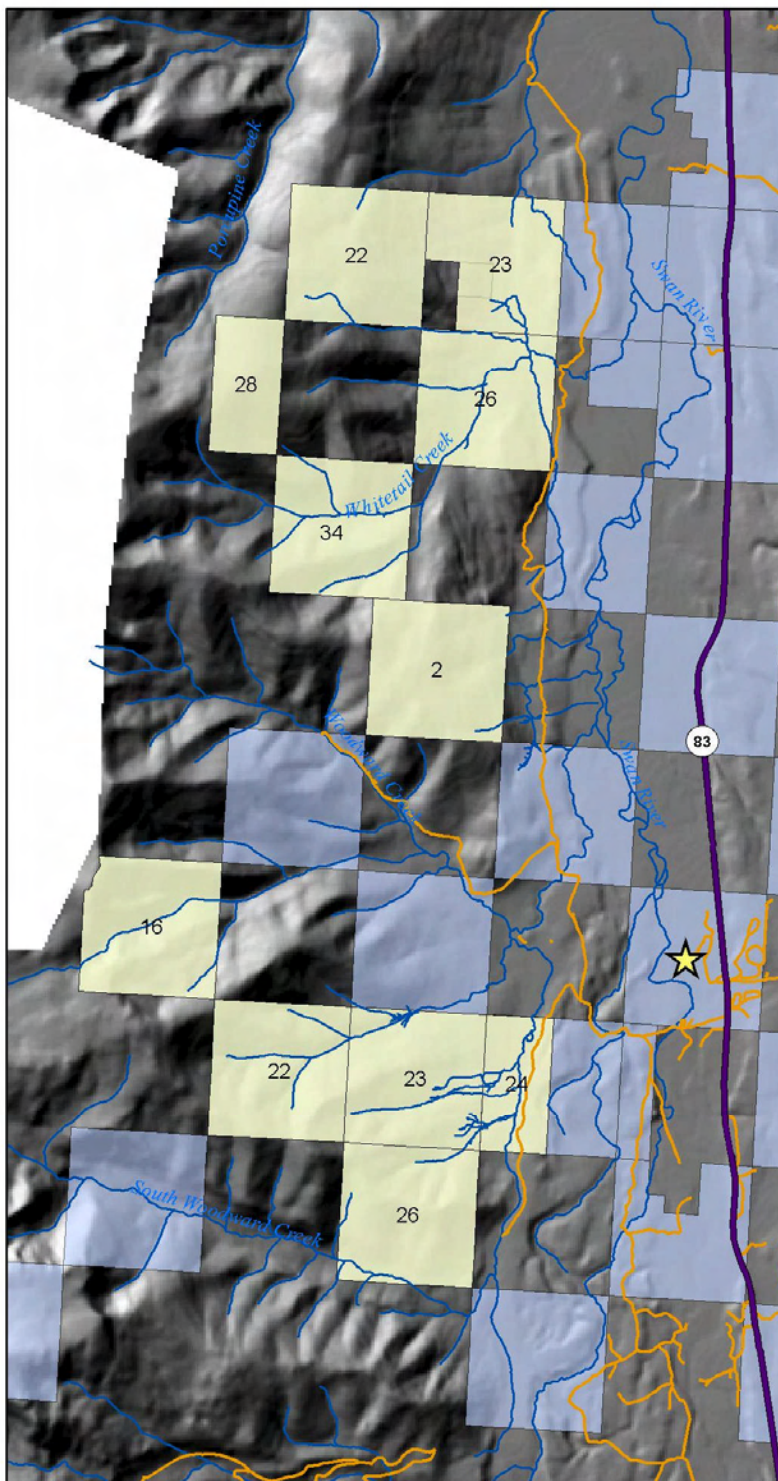 Porcupine Creek
22
23
Swan River
28
26
Whitetail Creek
34
2
Woodward Creek
83
Swan River
16
22
23
24
26
South Woodward Creek